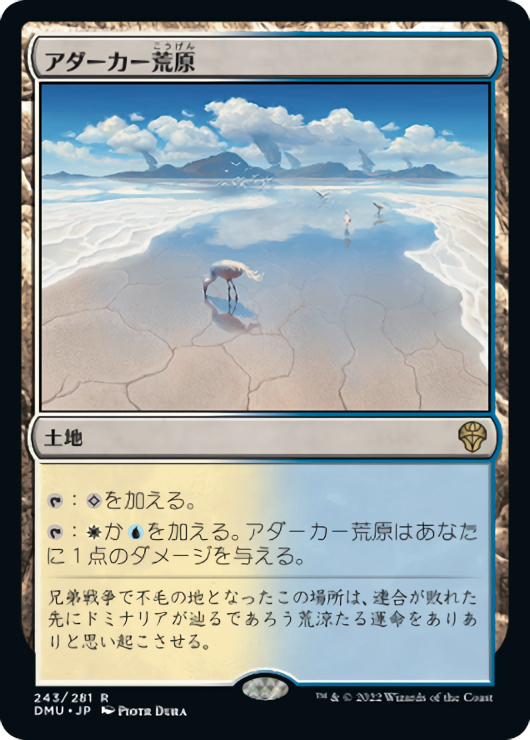 アダーカー荒原
こうげん
土地
：を加える。
：か を加える。アダーカー荒原はあなた
に１点のダメージを与える。
兄弟戦争で不毛の地となったこの場所は、連合が敗れた
先にドミナリアが辿るであろう荒涼たる運命をありあ
りと思い起こさせる。
243/281 R
DMU・JP Piotr Dura
™ & © 2022 Wizards of the Coast